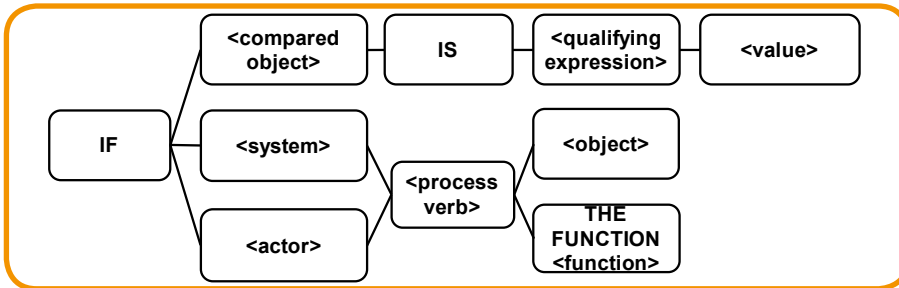 <compared
object>
IS
<qualifying
expression>
<value>
IF
<system>
<object>
<process
verb>
<actor>
THE
FUNCTION
<function>